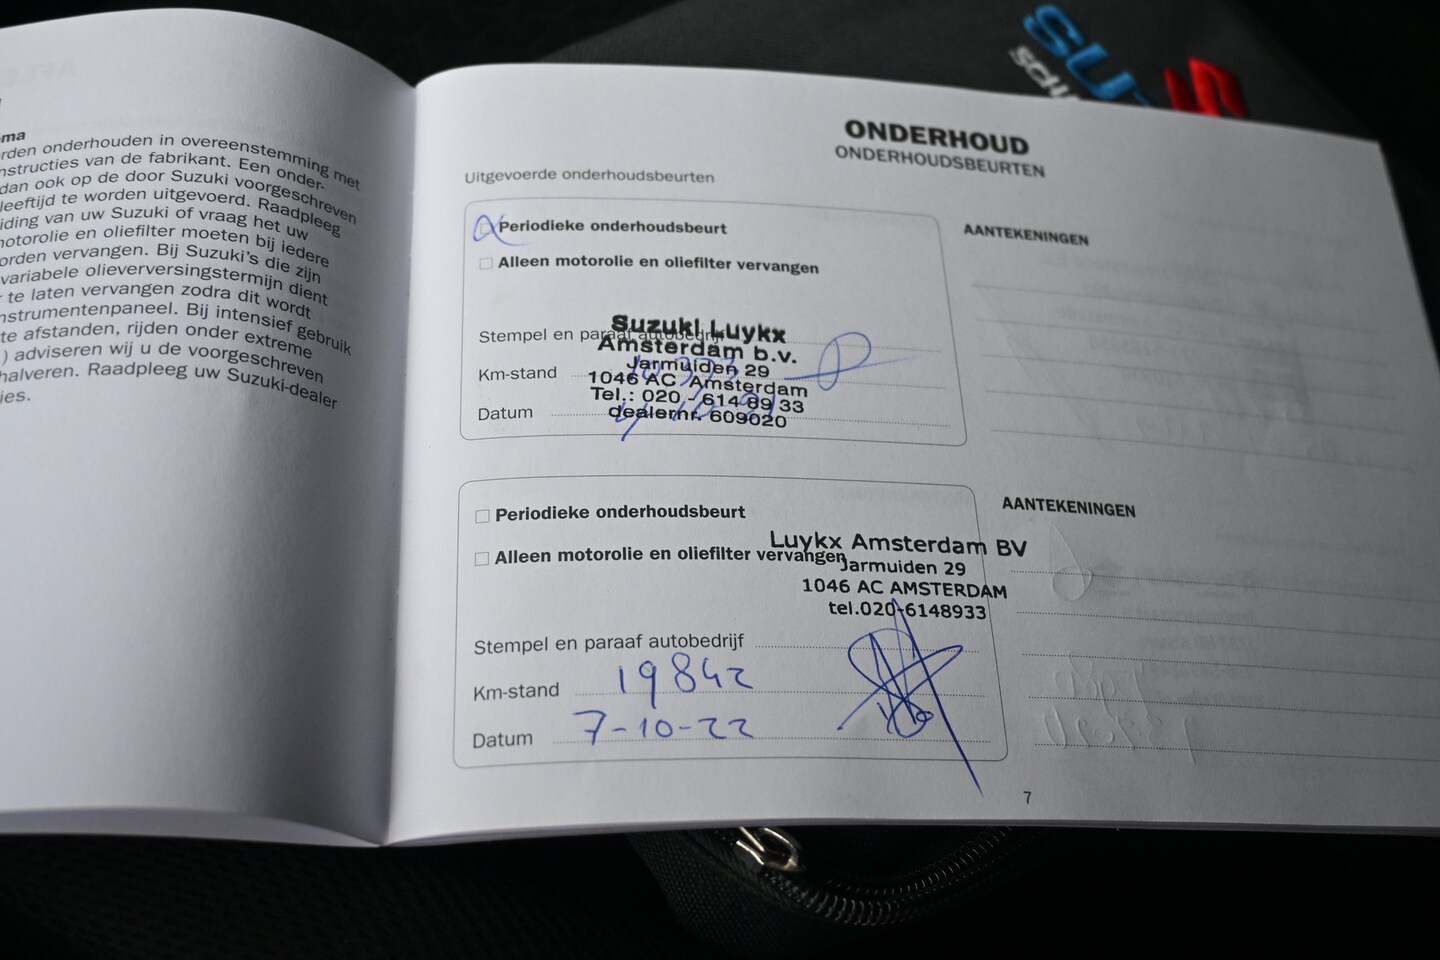 ma
rden onderhouden in overeenstemming met
nstructies van de fabrikant. Een onder-
dan ook op de door Suzuki voorgeschreven
leeftijd te worden uitgevoerd. Raadpleeg
iding van uw Suzuki of vraag het uw
notorolie en oliefilter moeten bij iedere
orden vervangen. Bij Suzuki's die zijn
variabele olieverversingstermijn dient
r te laten vervangen zodra dit wordt
nstrumentenpaneel. Bij intensief gebruik
te afstanden, rijden onder extreme
) adviseren wij u de voorgeschreven
halveren. Raadpleeg uw Suzuki-dealer
ies.
ONDERHOUD
ONDERHOUDSBEURTEN
Uitgevoerde onderhoudsbeurten
Periodieke onderhoudsbeurt
Alleen motorolie en oliefilter vervangen
Stempel en paraaf autobedrijf
Km-stand
Datum
Suzuki Luykx
Amsterdam b.v.
Jarmuiden 29
1046 AC Amsterdam
Tel.: 020 - 614 89 33
dealernr. 609020
AANTEKENINGEN
Periodieke onderhoudsbeurt
Alleen motorolie en oliefilter vervangen
Luykx Amsterdam BV
Jarmuiden 29
1046 AC AMSTERDAM
tel.020-6148933
Stempel en paraaf autobedrijf
Km-stand 19842
Datum 7-10-22
AANTEKENINGEN
7